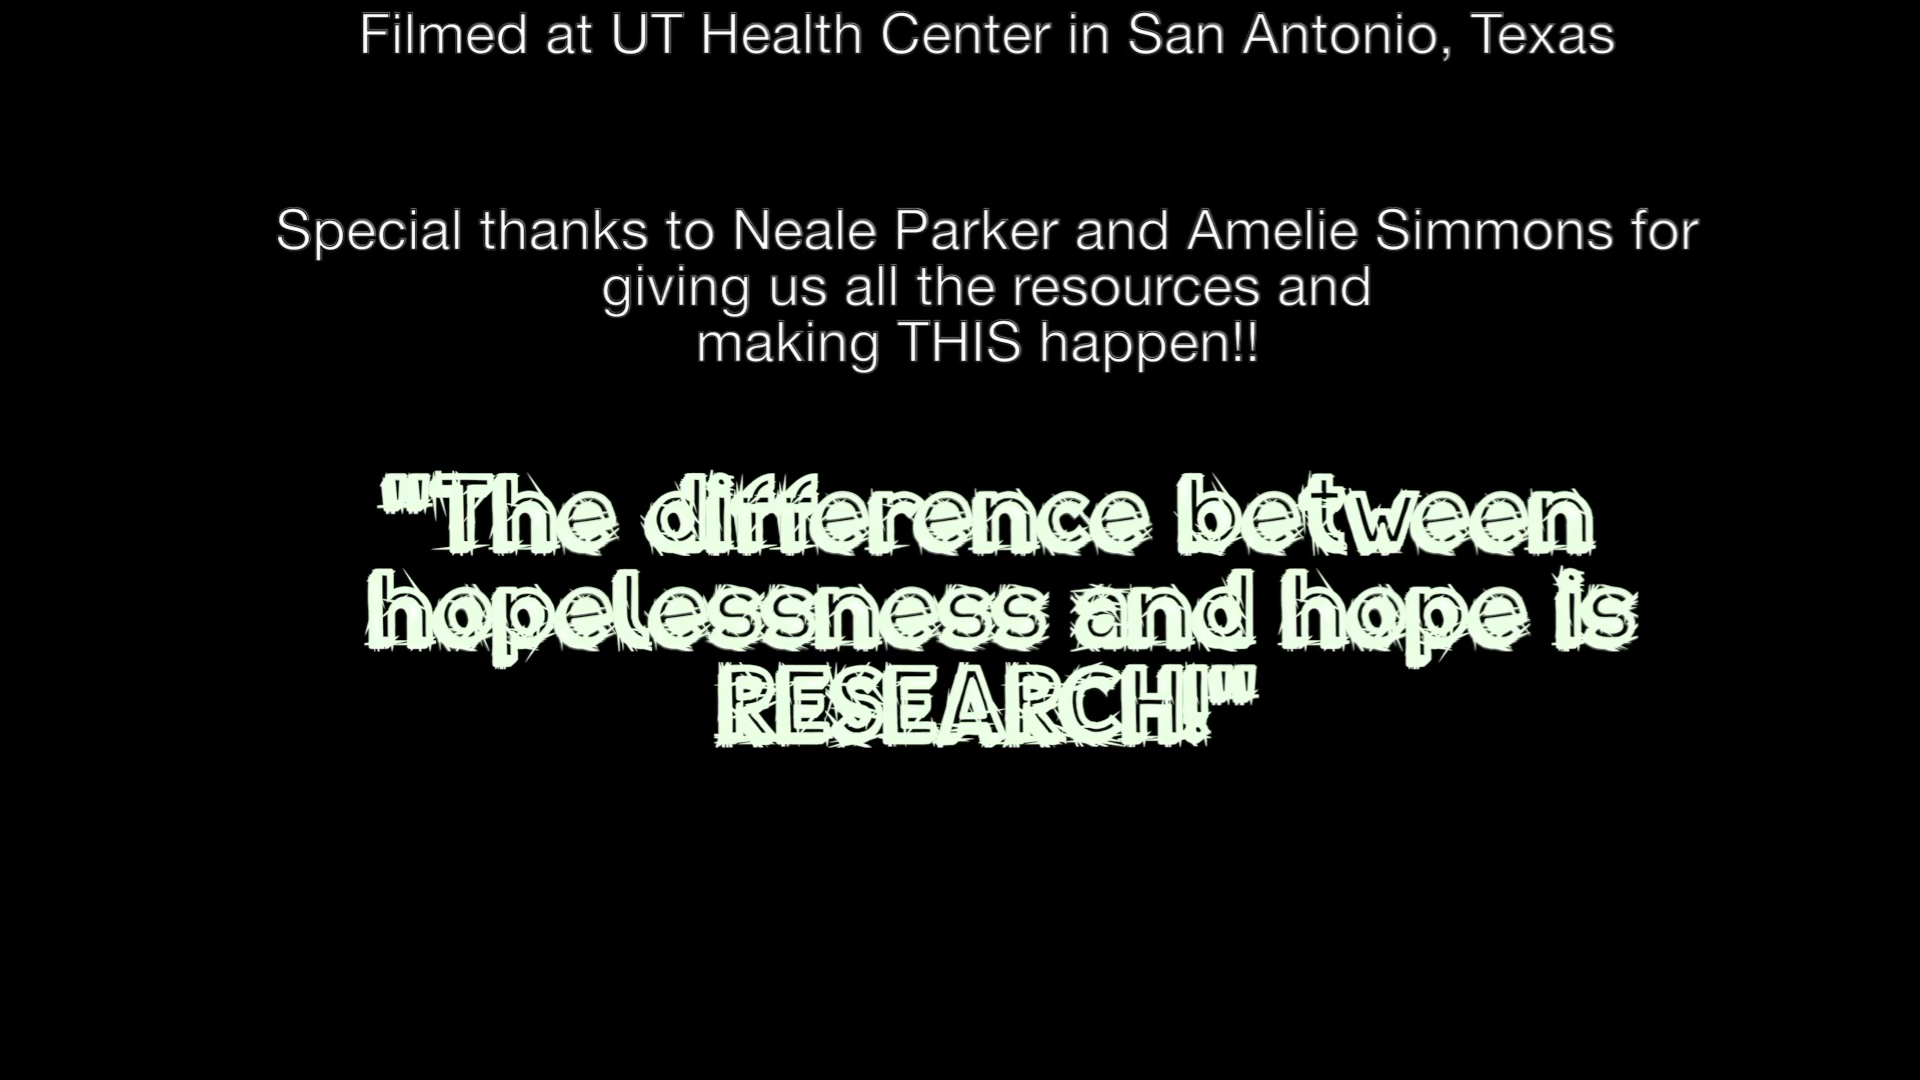 Filmed at UT Health Center in San Antonio, Texas
Special thanks to Neale Parker and Amelie Simmons for
giving us all the resources and
making THIS happen!!
"The difference between
hopelessness and hope is
RESEARCH!"